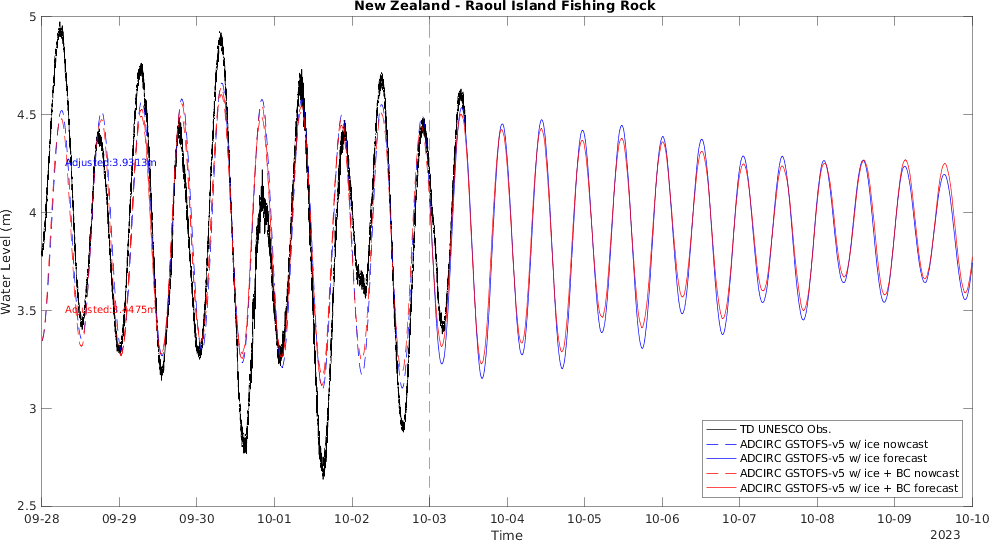 New Zealand - Raoul Island Fishing Rock
5
4.5
4
3.5
3
2.5
Water Level (m)
Adjusted:3.9313m
TD UNESCO Obs.
ADCIRC GSTOFS-v5 w/ ice nowcast
ADCIRC GSTOFS-v5 w/ ice forecast
ADCIRC GSTOFS-v5 w/ ice + BC nowcast
ADCIRC GSTOFS-v5 w/ ice + BC forecast
09-28 09-29 09-30 10-01 10-02 10-03 10-04 10-05 10-06 10-07 10-08 10-09 10-10
Time
2023